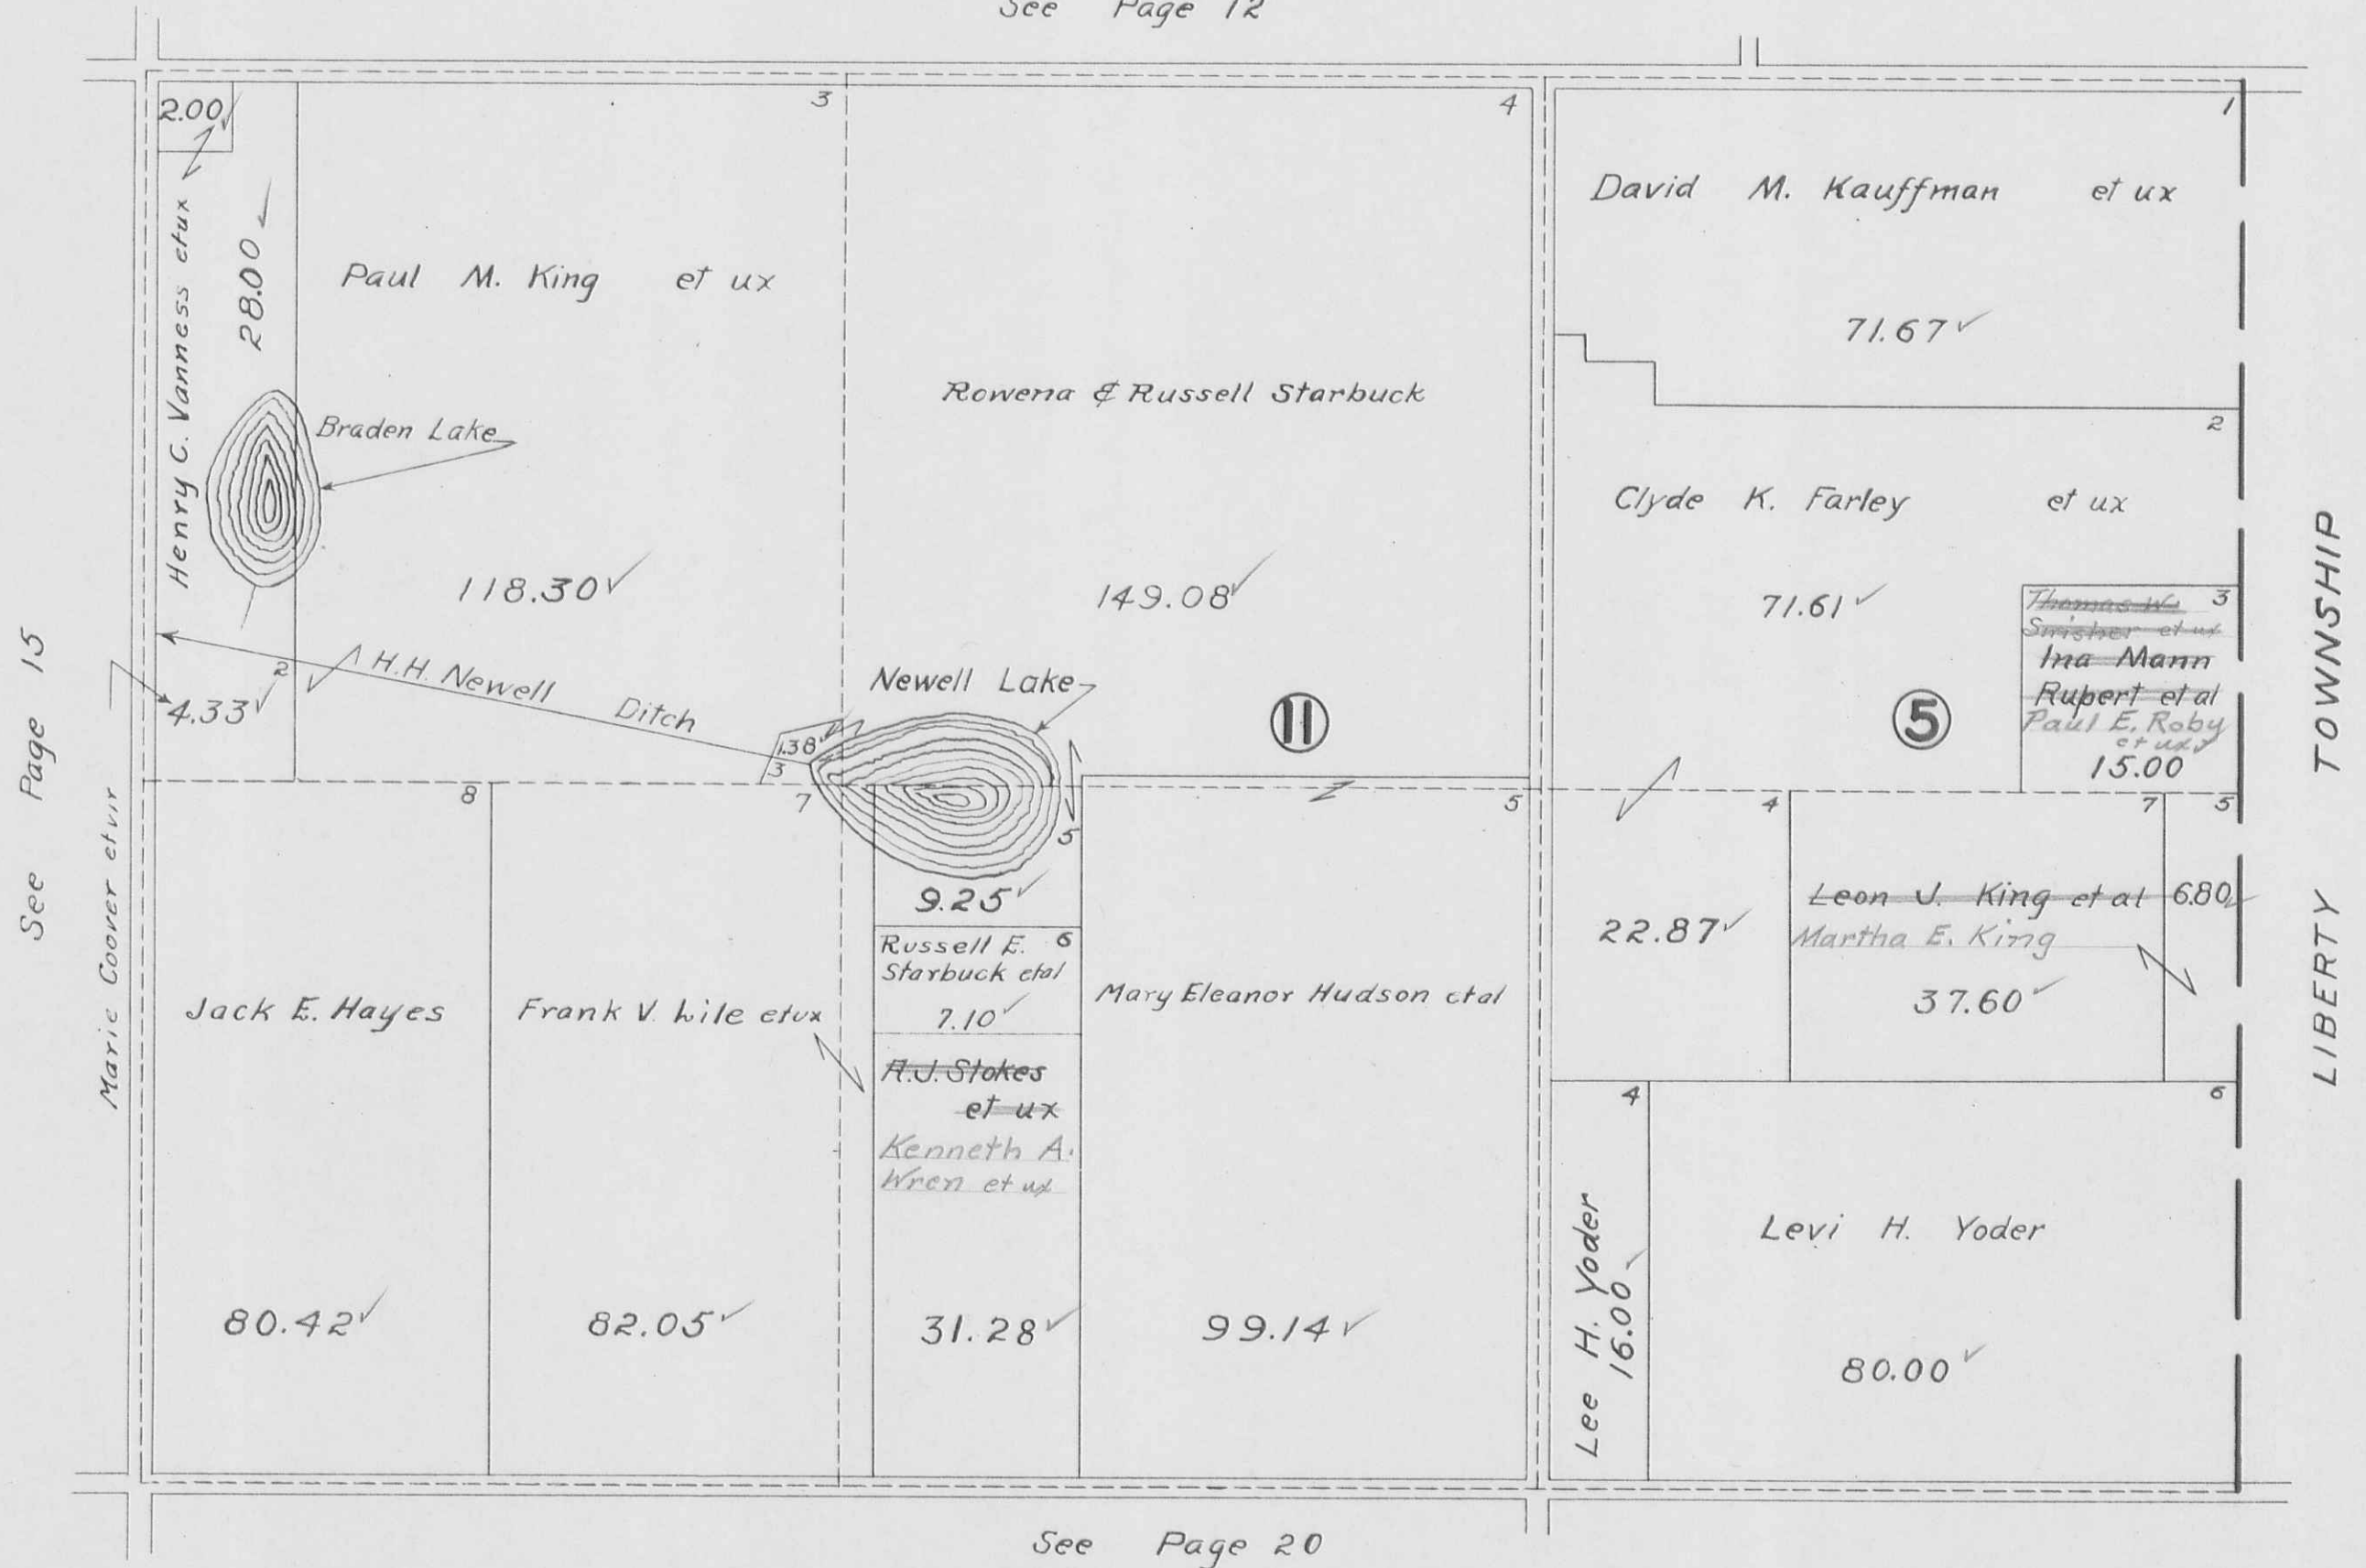 See Page 12
2.00
3
4
1
Henry C. Vanness etux
28.00
Paul M. King et ux
David M. Kauffman et ux
71.67
Rowena & Russell Starbuck
2
Braden Lake
Clyde K. Farley et ux
118.30
149.08
71.61
Thomas W.
3
Swisher et ux
Ina Mann
Rupert et al
Paul E. Roby
et ux
15.00
See Page 15
2
H.H. Newell Ditch
4.33
Newell Lake
11
5
1.38
3
8
7
5
5
4
7
5
Marie Coover etvir
9.25
Leon J. King et al
6.80
Martha E. King
22.87
37.60
Russell E.
6
Starbuck etal
7.10
Jack E. Hayes
Frank V. Lile etux
Mary Eleanor Hudson etal
A.J. Stokes
et ux
Kenneth A.
Wren et ux
4
6
Lee H. Yoder
16.00
Levi H. Yoder
80.42
82.05
31.28
99.14
80.00
LIBERTY TOWNSHIP
See Page 20